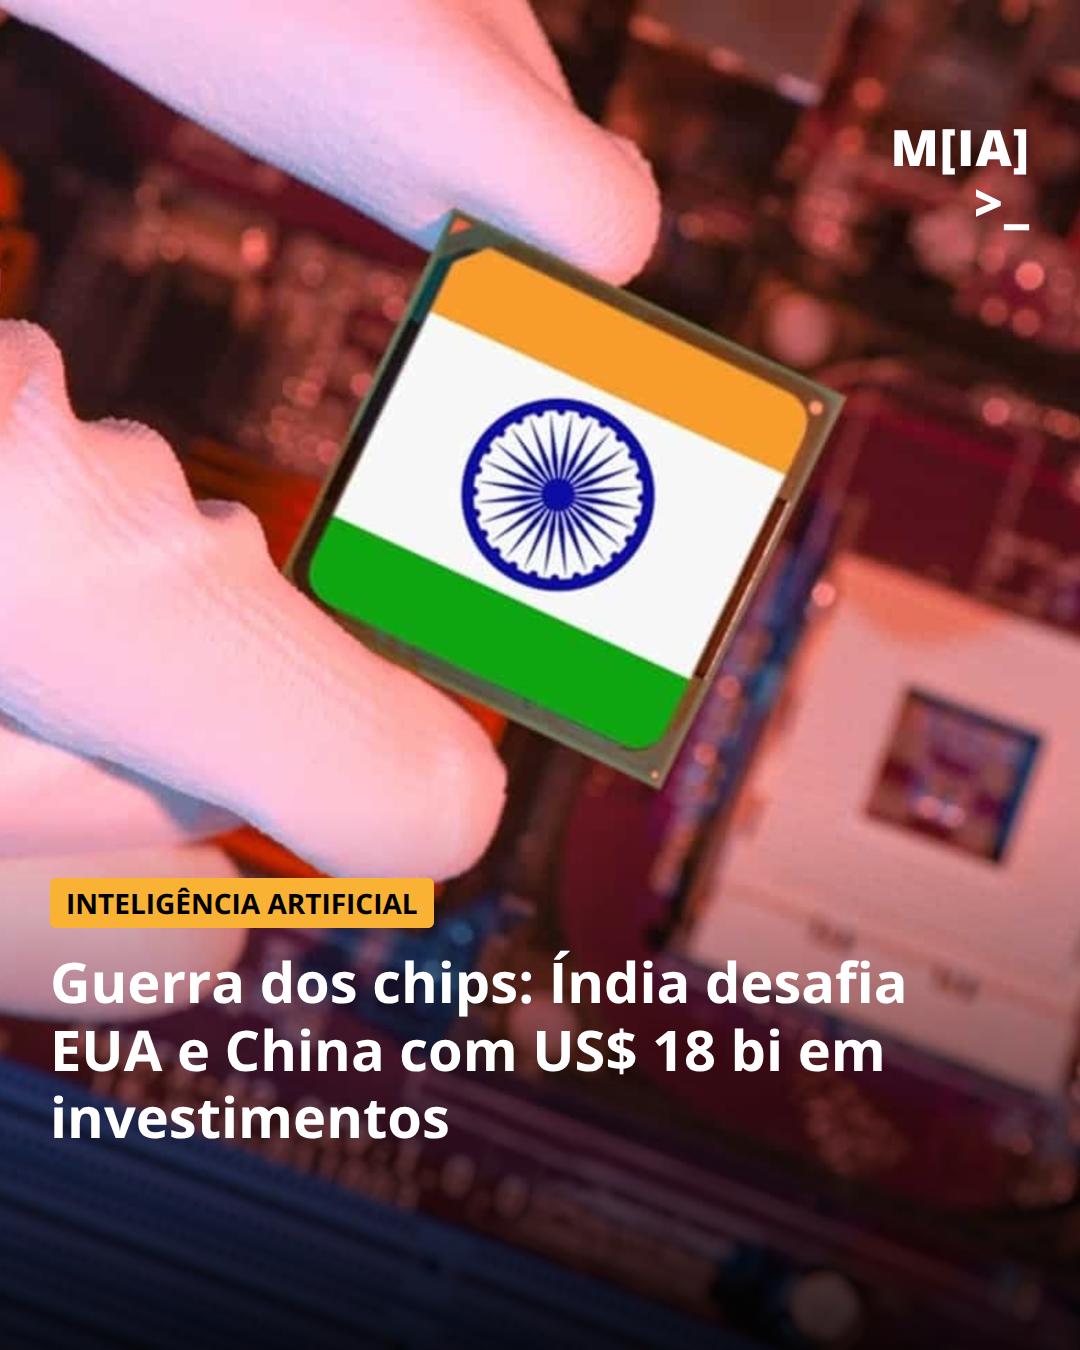 M[IA]
>_
INTELIGÊNCIA ARTIFICIAL
Guerra dos chips: Índia desafia
EUA e China com US$ 18 bi em
investimentos